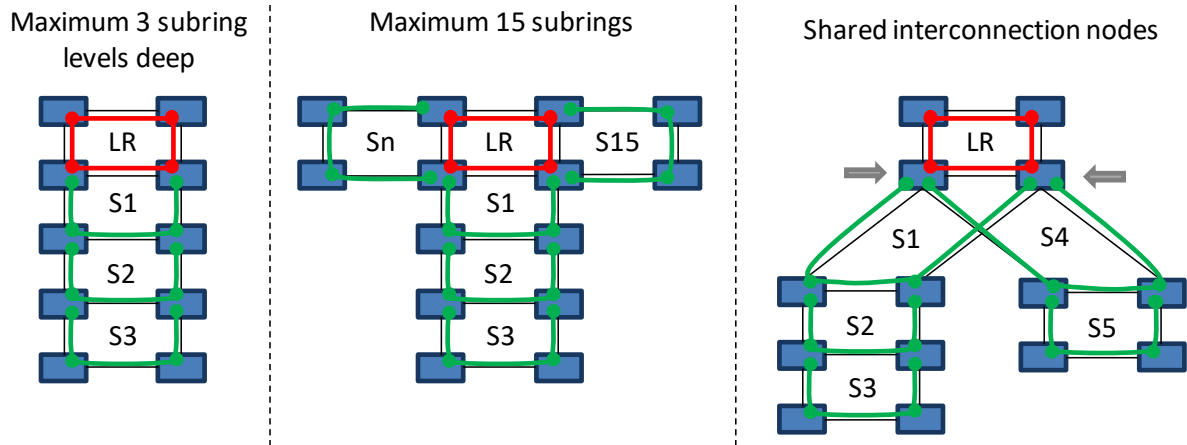 Maximum 3 subring
levels deep
LR
S1
S2
S3
Maximum 15 subrings
Sn
LR
S15
S1
S2
S3
Shared interconnection nodes
LR
S1
S4
S2
S5
S3